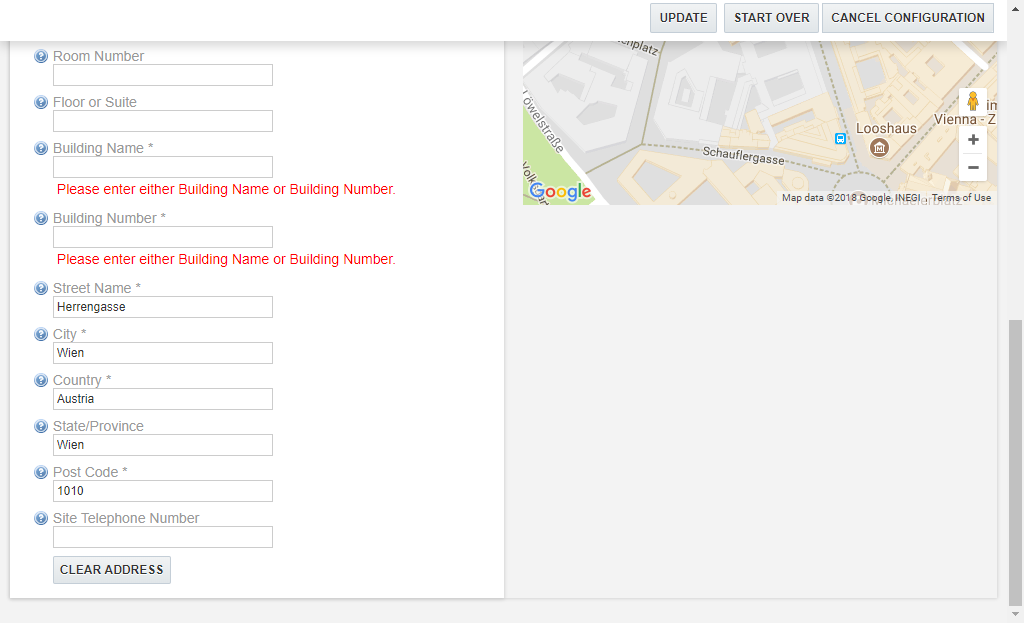 UPDATE START OVER CANCEL CONFIGURATION
Room Number
Floor or Suite
Building Name *
Please enter either Building Name or Building Number.
Building Number *
Please enter either Building Name or Building Number.
Street Name *
Herrengasse
City *
Wien
Country *
Austria
State/Province
Wien
Post Code *
1010
Site Telephone Number
CLEAR ADDRESS
Löwelstraße
Schauflergasse
Looshaus
Vienna - Z
Google
Map data ©2018 Google, INEGI Terms of Use